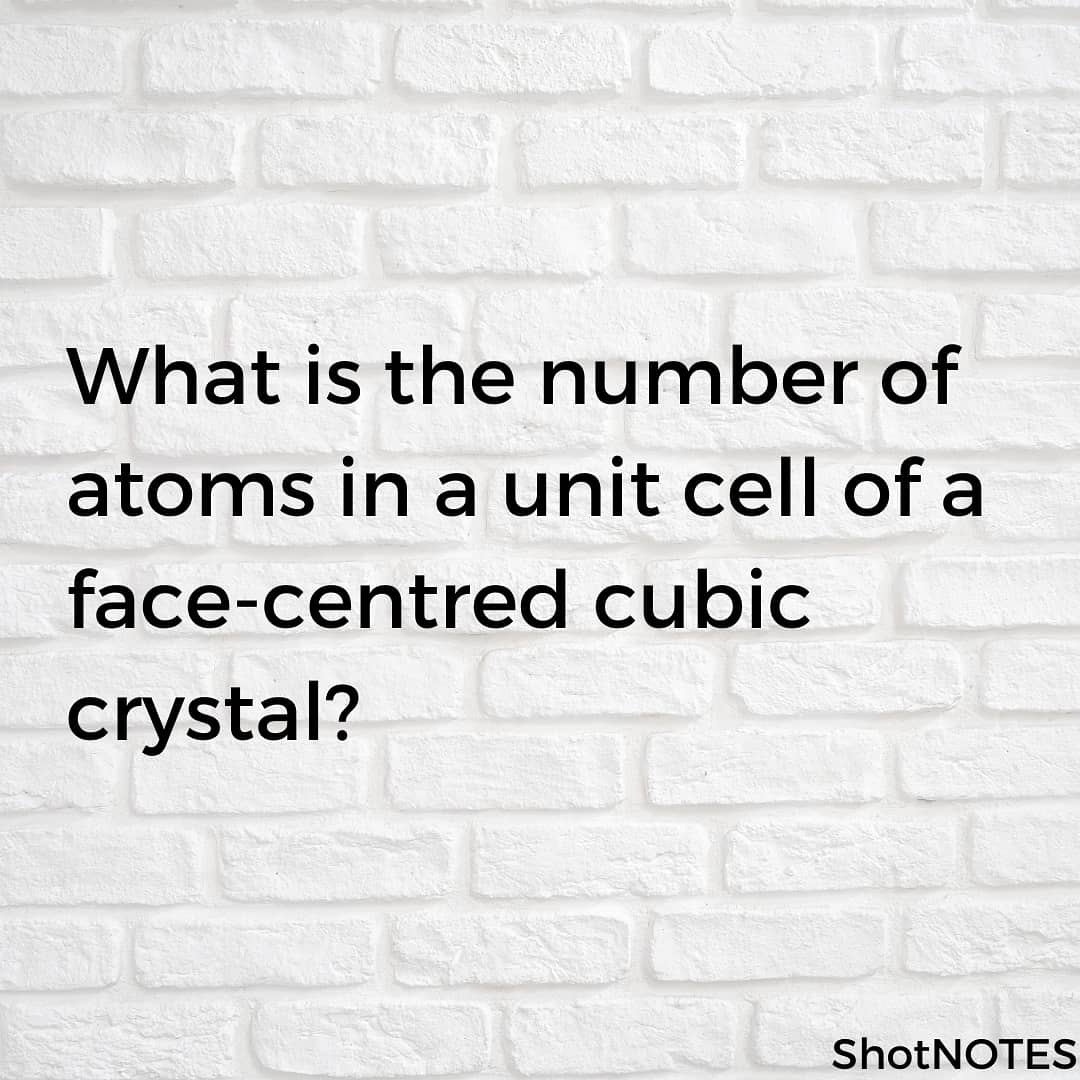 What is the number of
atoms in a unit cell of a
face-centred cubic
crystal?
ShotNOTES